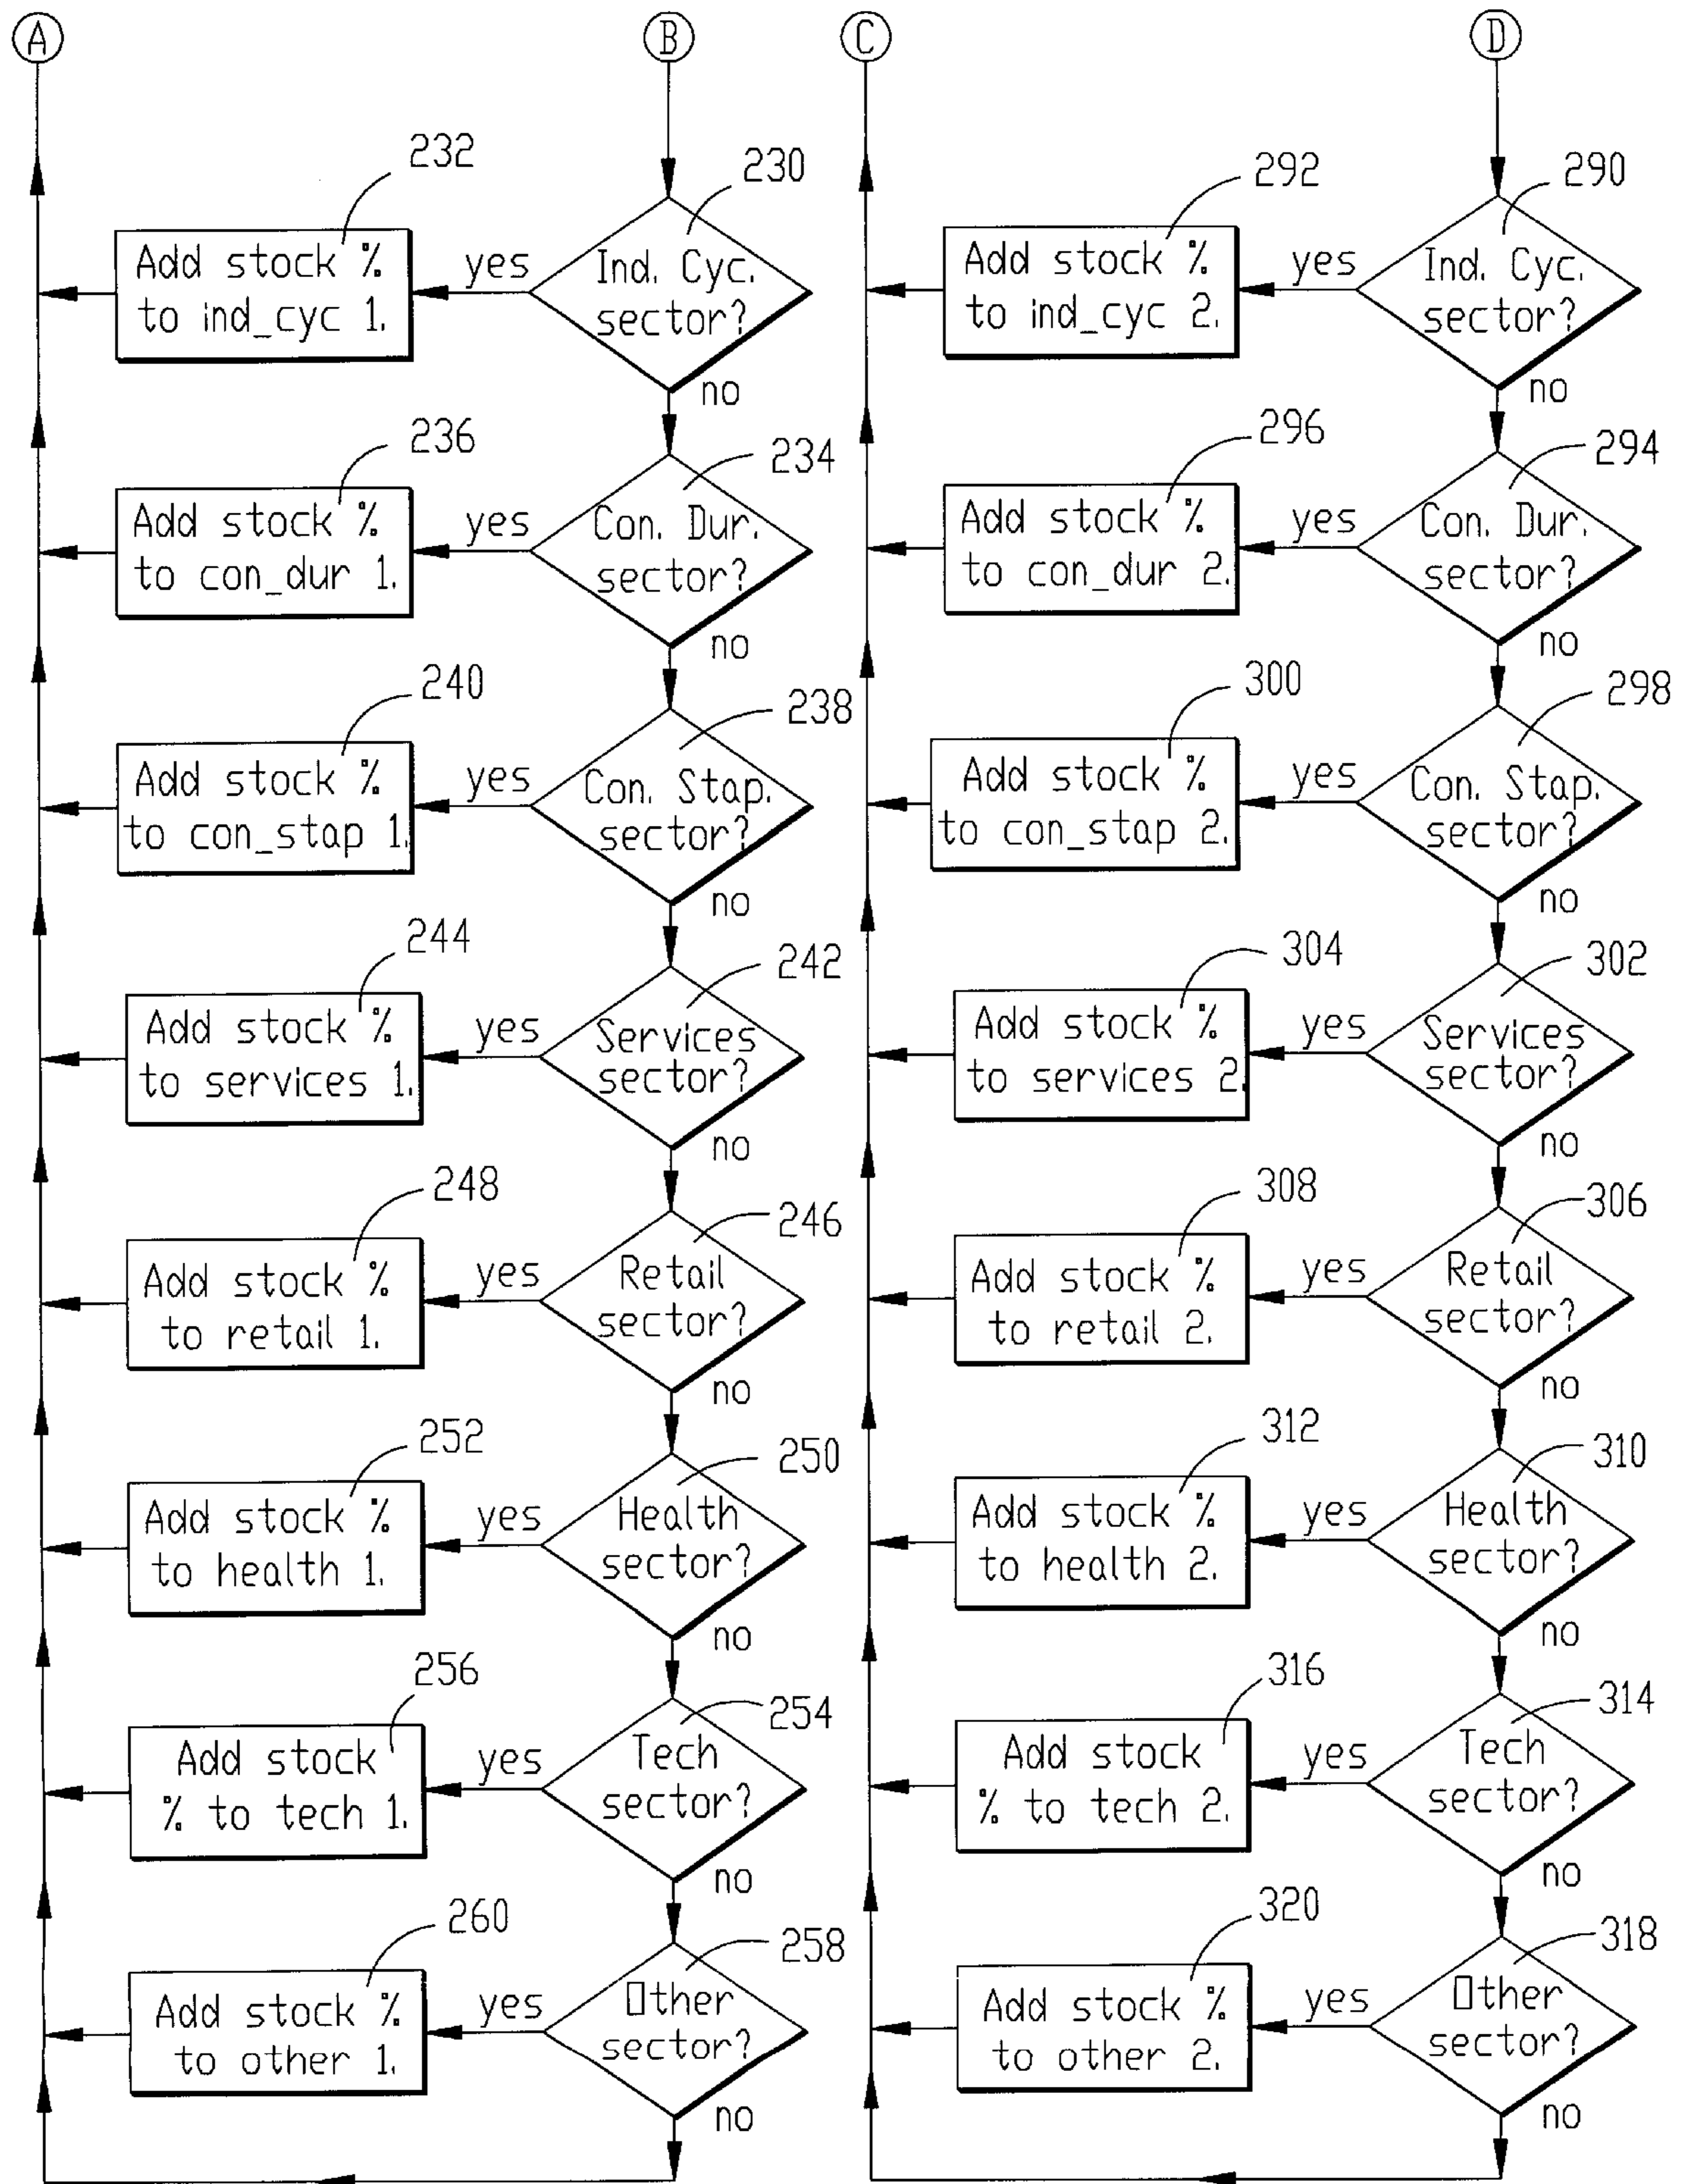 A
B
C
D
232
230
292
290
Add stock %
to ind_cyc 1.
yes
Ind. Cyc.
sector?
no
Add stock %
to ind_cyc 2.
yes
Ind. Cyc.
sector?
no
236
234
296
294
Add stock %
to con_dur 1.
yes
Con. Dur.
sector?
no
Add stock %
to con_dur 2.
yes
Con. Dur.
sector?
no
240
238
300
298
Add stock %
to con_stap 1.
yes
Con. Stap.
sector?
no
Add stock %
to con_stap 2.
yes
Con. Stap.
sector?
no
244
242
304
302
Add stock %
to services 1.
yes
Services
sector?
no
Add stock %
to services 2.
yes
Services
sector?
no
248
246
308
306
Add stock %
to retail 1.
yes
Retail
sector?
no
Add stock %
to retail 2.
yes
Retail
sector?
no
252
250
312
310
Add stock %
to health 1.
yes
Health
sector?
no
Add stock %
to health 2.
yes
Health
sector?
no
256
254
316
314
Add stock
% to tech 1.
yes
Tech
sector?
no
Add stock
% to tech 2.
yes
Tech
sector?
no
260
258
320
318
Add stock %
to other 1.
yes
Other
sector?
no
Add stock %
to other 2.
yes
Other
sector?
no